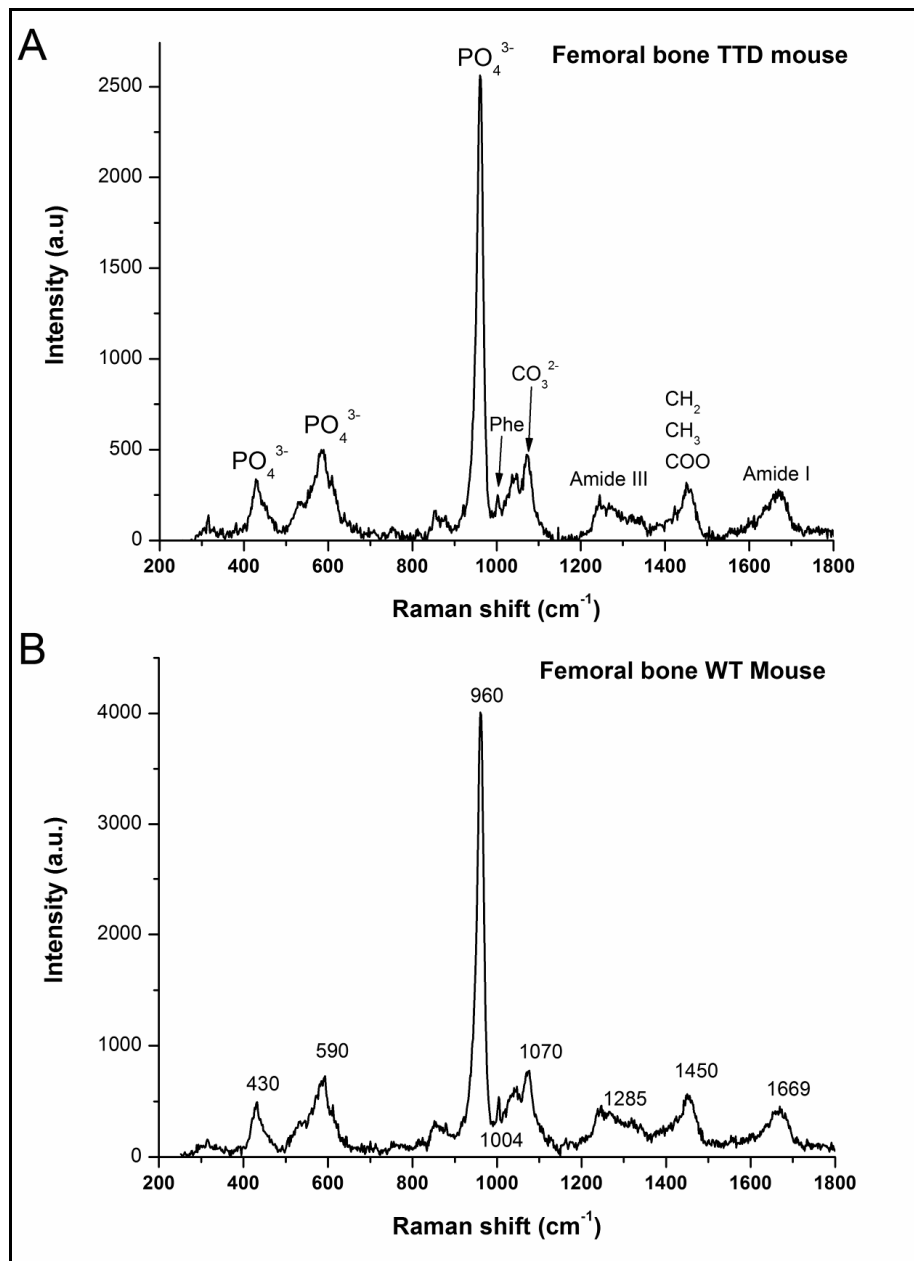 A
Femoral bone TTD mouse
PO₄³⁻
2500
2000
1500
1000
500
0
Intensity (a.u)
PO₄³⁻
PO₄³⁻
Phe
CO₃²⁻
Amide III
CH₂
CH₃
COO
Amide I
200 400 600 800 1000 1200 1400 1600 1800
Raman shift (cm⁻¹)
B
Femoral bone WT Mouse
960
4000
3000
2000
1000
0
Intensity (a.u.)
430
590
1004
1070
1285
1450
1669
200 400 600 800 1000 1200 1400 1600 1800
Raman shift (cm⁻¹)